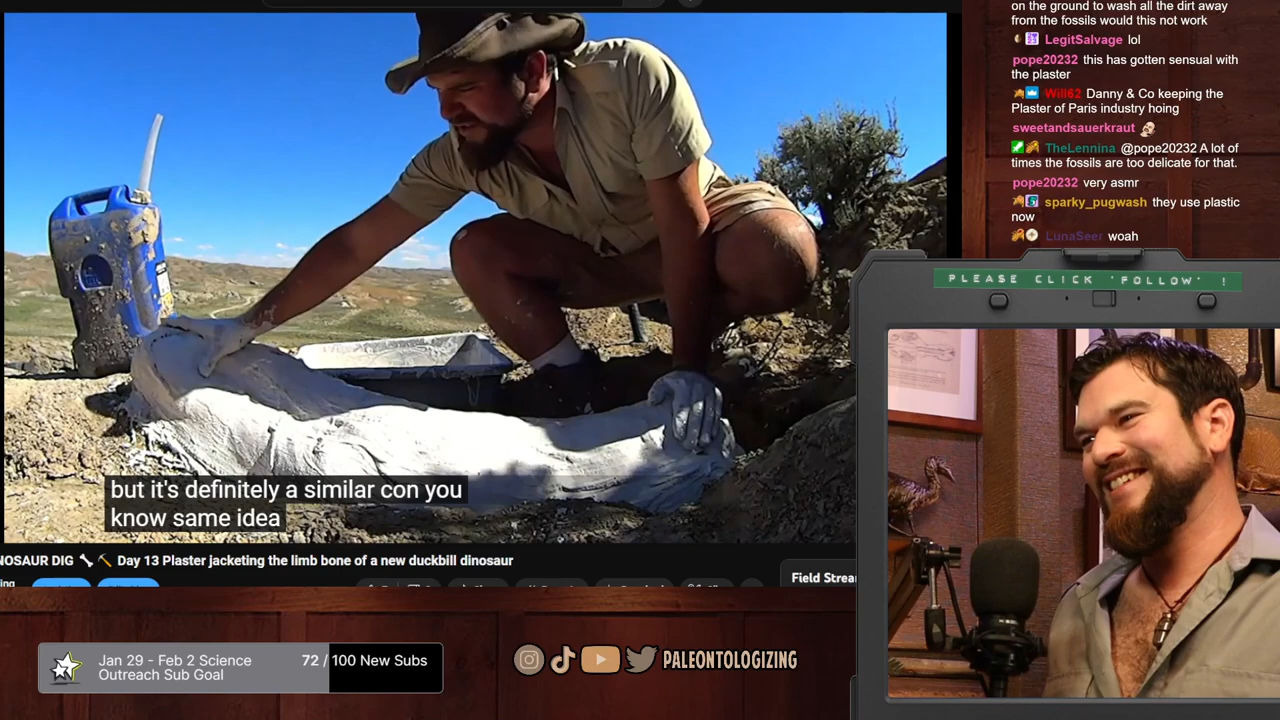 on the ground to wash all the dirt away
from the fossils would this not work
LegitSalvage lol
pope20232 this has gotten sensual with
the plaster
Will62 Danny & Co keeping the
Plaster of Paris industry hoing
sweetandsauerkraut
TheLennina @pope20232 A lot of
times the fossils are too delicate for that.
pope20232 very asmr
sparky_pugwash they use plastic
now
LunaSeer woah
PLEASE CLICK "FOLLOW" !
but it's definitely a similar con you
know same idea
NOSAUR DIG Day 13 Plaster jacketing the limb bone of a new duckbill dinosaur
Field Strea
Jan 29 - Feb 2 Science
Outreach Sub Goal
72 / 100 New Subs
PALEONTOLOGIZING